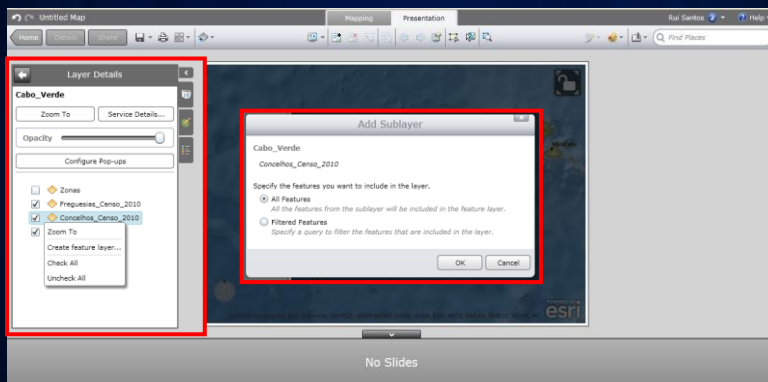 Untitled Map
Mapping
Presentation
Rui Santos
Help
Home
Details
Share
Find Places
Layer Details
Cabo_Verde
Zoom To
Service Details...
Opacity
Configure Pop-ups
Zonas
Freguesias_Censo_2010
Concelhos_Censo_2010
Zoom To
Create feature layer...
Check All
Uncheck All
Add Sublayer
Cabo_Verde
Concelhos_Censo_2010
Specify the features you want to include in the layer.
All Features
All the features from the sublayer will be included in the feature layer.
Filtered Features
Specify a query to filter the features that are included in the layer.
OK
Cancel
esri
No Slides